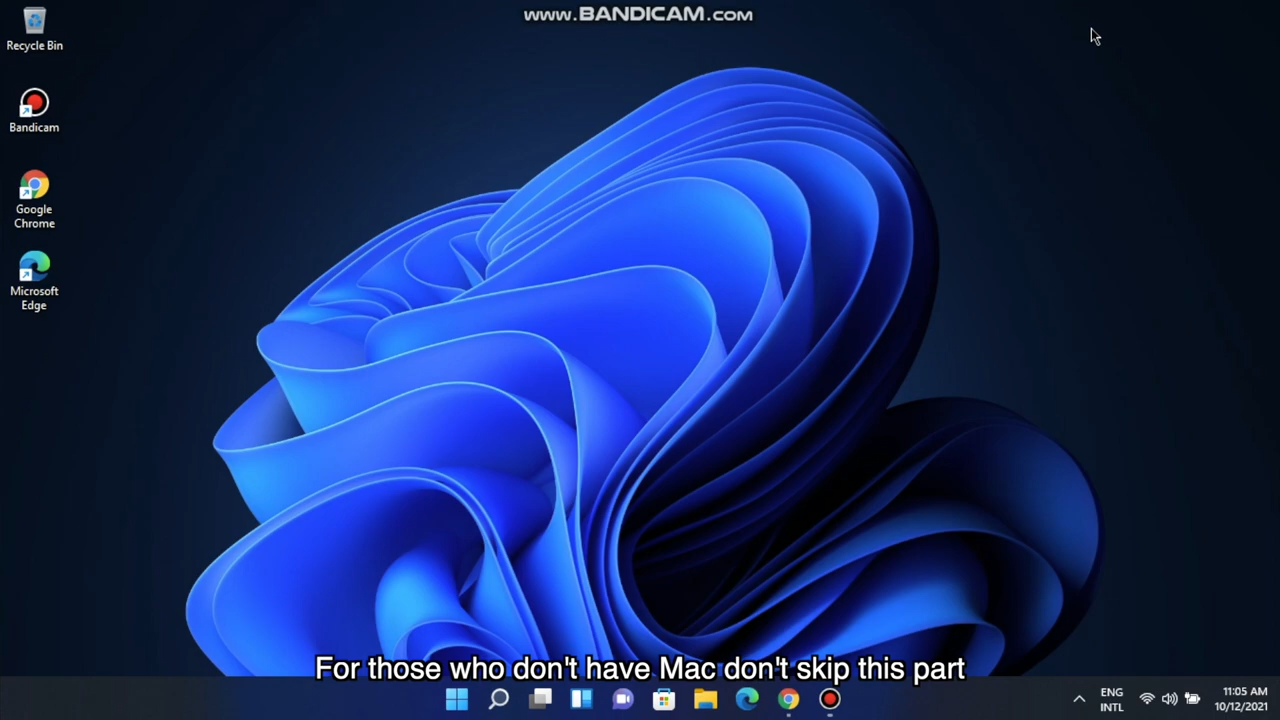 www.BANDICAM.com
Recycle Bin
Bandicam
Google
Chrome
Microsoft
Edge
For those who don't have Mac don't skip this part
ENG
INTL
11:05 AM
10/12/2021